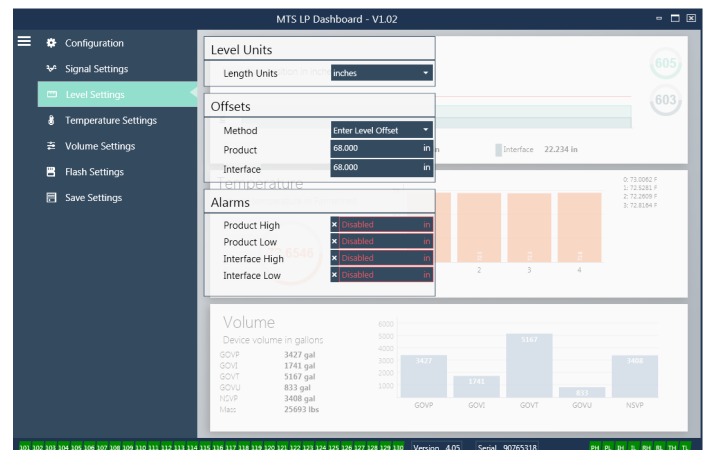 MTS LP Dashboard - V1.02
Configuration
Signal Settings
Level Settings
Temperature Settings
Volume Settings
Flash Settings
Save Settings
Level Units
Length Units inches
Offsets
Method Enter Level Offset
Product 68.000 in
Interface 68.000 in
Alarms
Product High Disabled in
Product Low Disabled in
Interface High Disabled in
Interface Low Disabled in
605
603
Interface 22.234 in
Temperature
0: 73.0062 F
1: 72.5281 F
2: 72.2609 F
3: 72.8164 F
2 3 4
Volume
Device volume in gallons
GOVP 3427 gal
GOVI 1741 gal
GOVT 5167 gal
GOVU 833 gal
NSVP 3408 gal
Mass 25693 lbs
6000
5000
4000
3000
2000
1000
3427
1741
5167
833
3408
GOVP GOVI GOVT GOVU NSVP
101 102 103 104 105 106 107 108 109 110 111 112 113 114 115 116 117 118 119 120 121 122 123 124 125 126 127 128 129 130 Version 4.05 Serial 90765318 PH PL IH IL RH RL TH TL